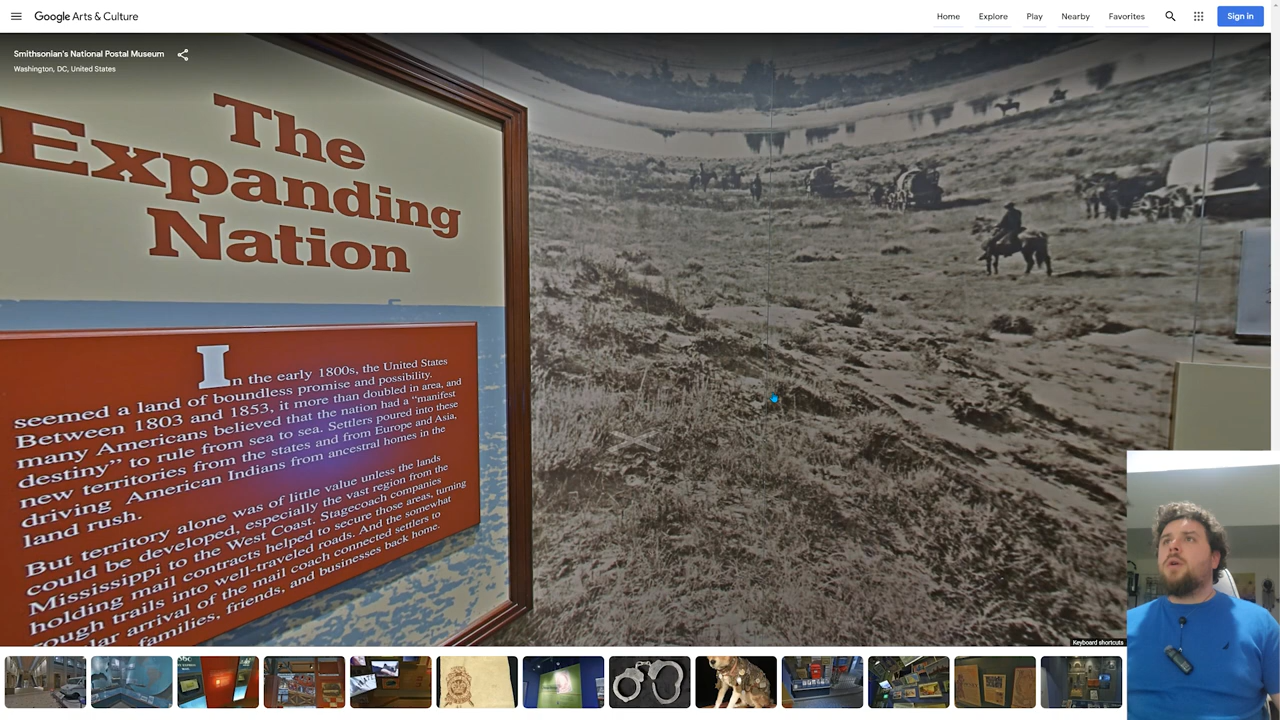 Google Arts & Culture
Home
Explore
Play
Nearby
Favorites
Sign in
Smithsonian's National Postal Museum
Washington, DC, United States
The
Expanding
Nation
In the early 1800s, the United States
seemed a land of boundless promise and possibility.
Between 1803 and 1853, it more than doubled in area, and
many Americans believed that the nation had a “manifest
destiny” to rule from sea to sea. Settlers poured into these
new territories from the states and from Europe and Asia,
driving American Indians from ancestral homes in the
land rush.
But territory alone was of little value unless the lands
could be developed, especially the vast region from the
Mississippi to the West Coast. Stagecoach companies
holding mail contracts helped to secure those areas, turning
rough trails into well-traveled roads. And the somewhat
lar arrival of the mail coach connected settlers to
families, friends, and businesses back home.
Keyboard shortcuts